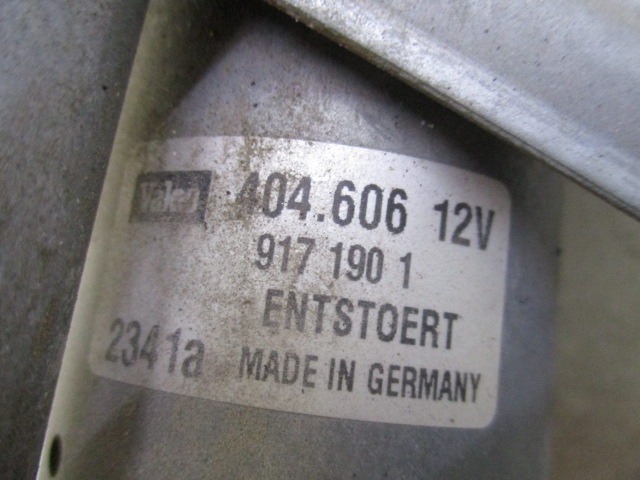 Valeo 404.606 12V
917 190 1
ENTSTOERT
2341a MADE IN GERMANY